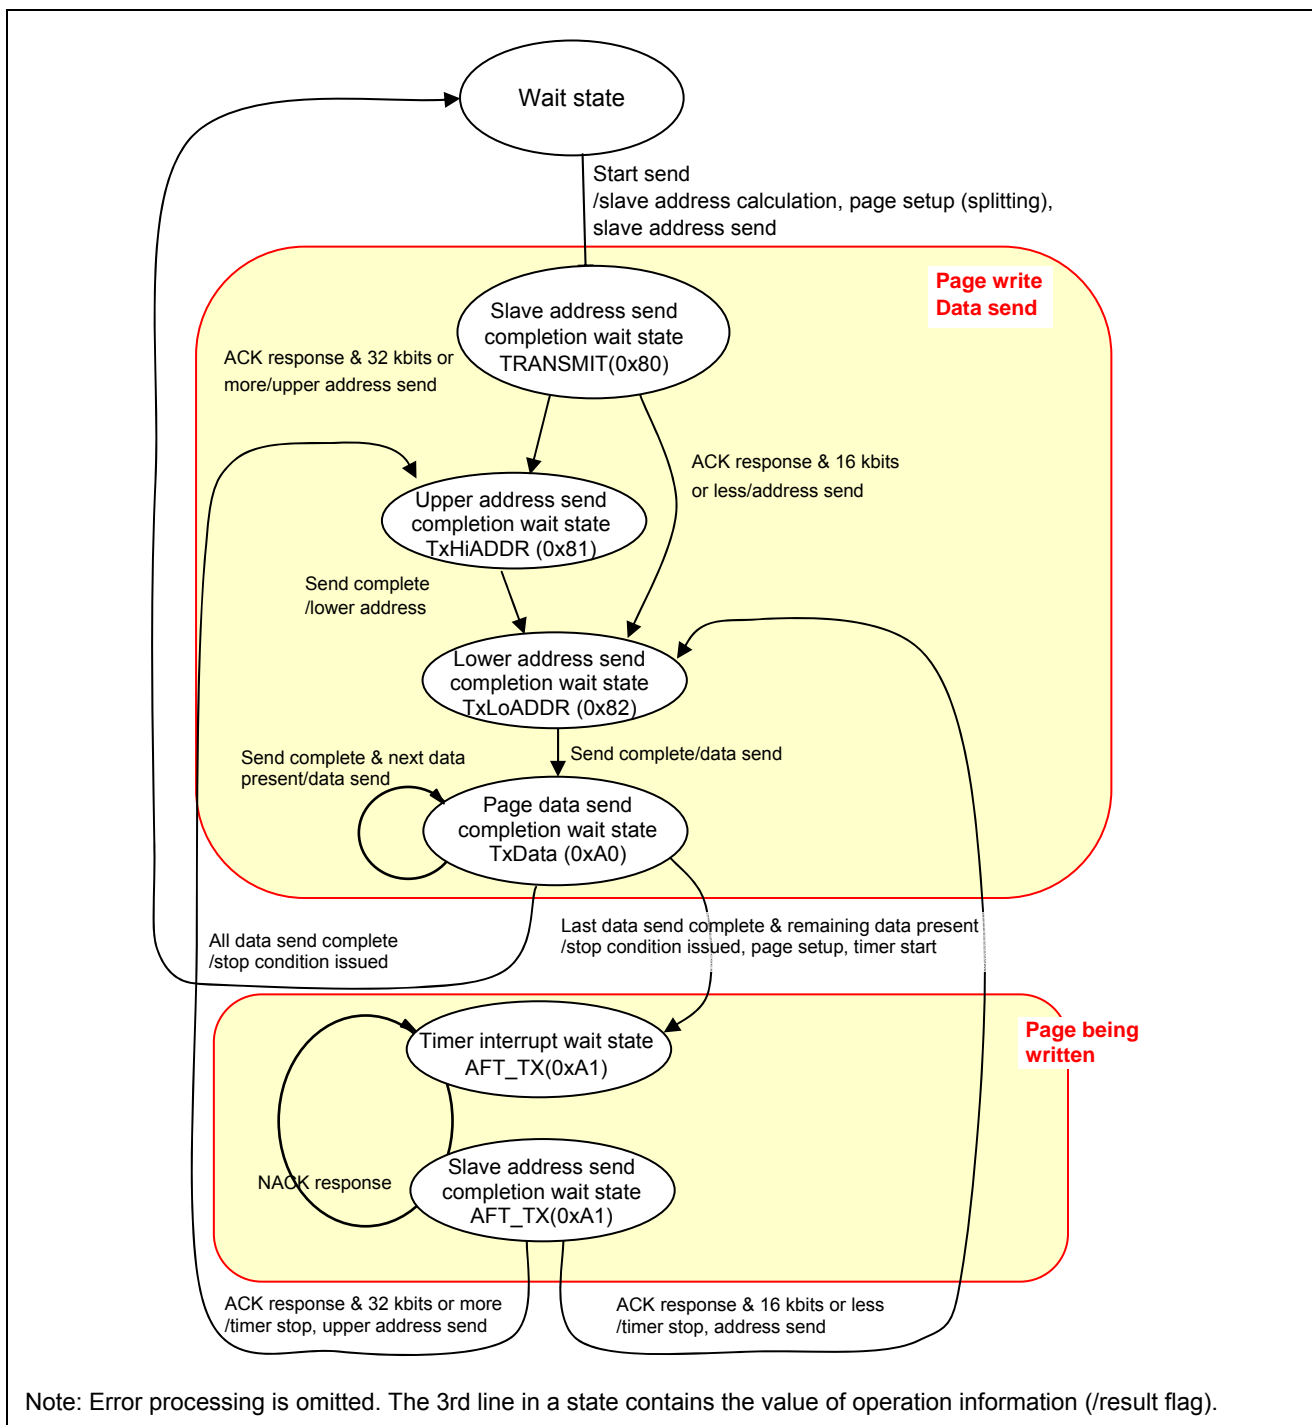 Wait state
Start send
/slave address calculation, page setup (splitting),
slave address send
Page write
Data send
Slave address send
completion wait state
TRANSMIT(0x80)
ACK response & 32 kbits or
more/upper address send
ACK response & 16 kbits
or less/address send
Upper address send
completion wait state
TxHiADDR (0x81)
Send complete
/lower address
Lower address send
completion wait state
TxLoADDR (0x82)
Send complete & next data
present/data send
Send complete/data send
Page data send
completion wait state
TxData (0xA0)
All data send complete
/stop condition issued
Last data send complete & remaining data present
/stop condition issued, page setup, timer start
Page being
written
Timer interrupt wait state
AFT_TX(0xA1)
NACK response
Slave address send
completion wait state
AFT_TX(0xA1)
ACK response & 32 kbits or more
/timer stop, upper address send
ACK response & 16 kbits or less
/timer stop, address send
Note: Error processing is omitted. The 3rd line in a state contains the value of operation information (/result flag).